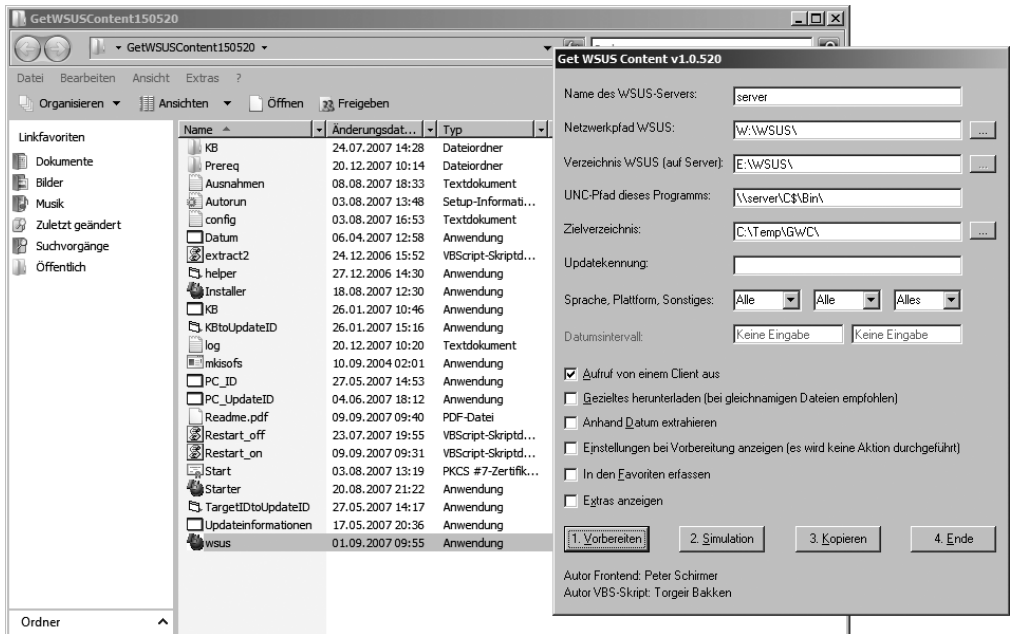 GetWSUSContent150520
GetWSUSContent150520
Datei Bearbeiten Ansicht Extras ?
Organisieren Ansichten Öffnen Freigeben
Linkfavoriten
Dokumente
Bilder
Musik
Zuletzt geändert
Suchvorgänge
Öffentlich
Ordner
Name Änderungsdat... Typ
KB 24.07.2007 14:28 Dateiordner
Prereq 20.12.2007 10:14 Dateiordner
Ausnahmen 08.08.2007 18:33 Textdokument
Autorun 03.08.2007 13:48 Setup-Informati...
config 03.08.2007 16:53 Textdokument
Datum 06.04.2007 12:58 Anwendung
extract2 24.12.2006 15:52 VBScript-Skriptd...
helper 27.12.2006 14:30 Anwendung
Installer 18.08.2007 12:30 Anwendung
KB 26.01.2007 10:46 Anwendung
KBtoUpdateID 26.01.2007 15:16 Anwendung
log 20.12.2007 10:20 Textdokument
mkisofs 10.09.2004 02:01 Anwendung
PC_ID 27.05.2007 14:53 Anwendung
PC_UpdateID 04.06.2007 18:12 Anwendung
Readme.pdf 09.09.2007 09:40 PDF-Datei
Restart_off 23.07.2007 19:55 VBScript-Skriptd...
Restart_on 09.09.2007 09:31 VBScript-Skriptd...
Start 03.08.2007 13:19 PKCS #7-Zertifik...
Starter 20.08.2007 21:22 Anwendung
TargetIDtoUpdateID 27.05.2007 14:17 Anwendung
Updateinformationen 17.05.2007 20:36 Anwendung
wsus 01.09.2007 09:55 Anwendung
Get WSUS Content v1.0.520
Name des WSUS-Servers: server
Netzwerkpfad WSUS: W:\WSUS\ ...
Verzeichnis WSUS (auf Server): E:\WSUS\ ...
UNC-Pfad dieses Programms: \\server\C$\Bin\
Zielverzeichnis: C:\Temp\GWC\ ...
Updatekennung:
Sprache, Plattform, Sonstiges: Alle Alle Alles
Datumsintervall: Keine Eingabe Keine Eingabe
Aufruf von einem Client aus
Gezieltes herunterladen (bei gleichnamigen Dateien empfohlen)
Anhand Datum extrahieren
Einstellungen bei Vorbereitung anzeigen (es wird keine Aktion durchgeführt)
In den Favoriten erfassen
Extras anzeigen
1. Vorbereiten 2. Simulation 3. Kopieren 4. Ende
Autor Frontend: Peter Schirmer
Autor VBS-Skript: Torgeir Bakken